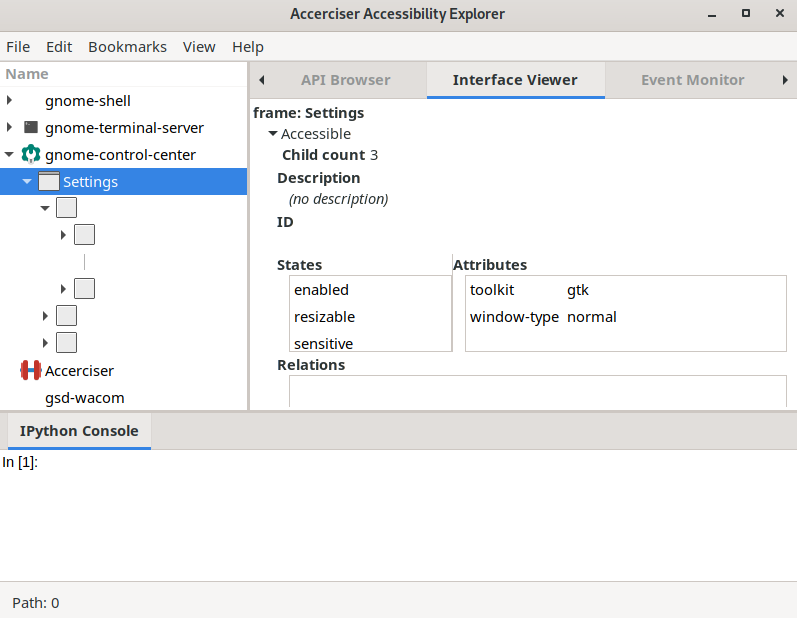 Accerciser Accessibility Explorer
File Edit Bookmarks View Help
Name
gnome-shell
gnome-terminal-server
gnome-control-center
Settings
Accerciser
gsd-wacom
API Browser Interface Viewer Event Monitor
frame: Settings
Accessible
Child count 3
Description
(no description)
ID
States
enabled
resizable
sensitive
Attributes
toolkit gtk
window-type normal
Relations
IPython Console
In [1]:
Path: 0